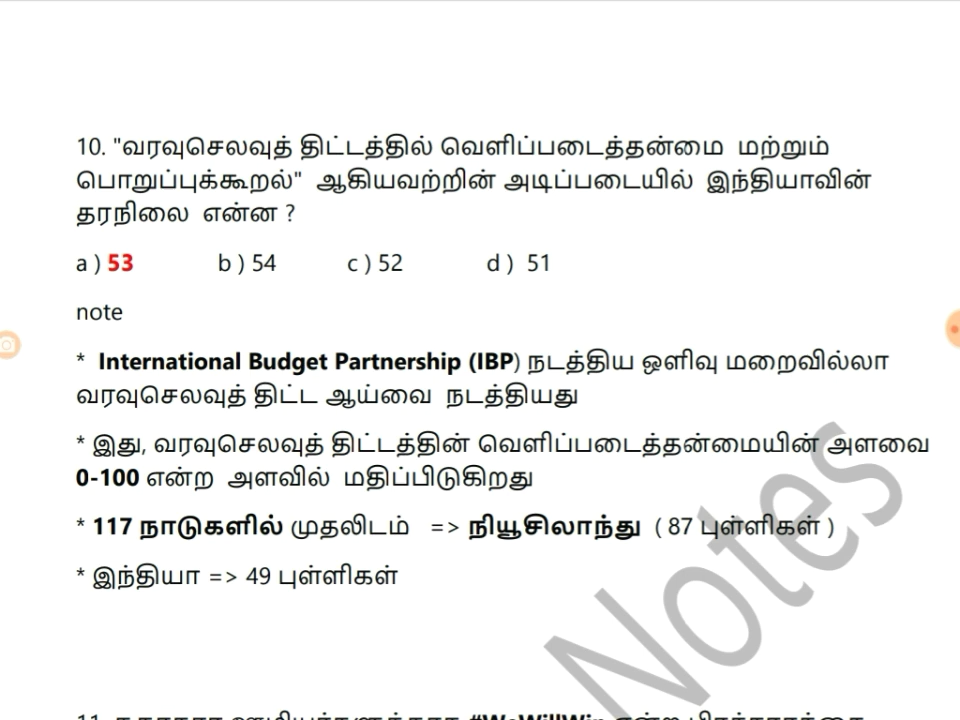 10. "வரவுசெலவுத் திட்டத்தில் வெளிப்படைத்தன்மை மற்றும்
பொறுப்புக்கூறல்" ஆகியவற்றின் அடிப்படையில் இந்தியாவின்
தரநிலை என்ன ?
a ) 53 b ) 54 c ) 52 d ) 51
note
* International Budget Partnership (IBP) நடத்திய ஒளிவு மறைவில்லா
வரவுசெலவுத் திட்ட ஆய்வை நடத்தியது
* இது, வரவுசெலவுத் திட்டத்தின் வெளிப்படைத்தன்மையின் அளவை
0-100 என்ற அளவில் மதிப்பிடுகிறது
* 117 நாடுகளில் முதலிடம் => நியூசிலாந்து ( 87 புள்ளிகள் )
* இந்தியா => 49 புள்ளிகள்
Notes